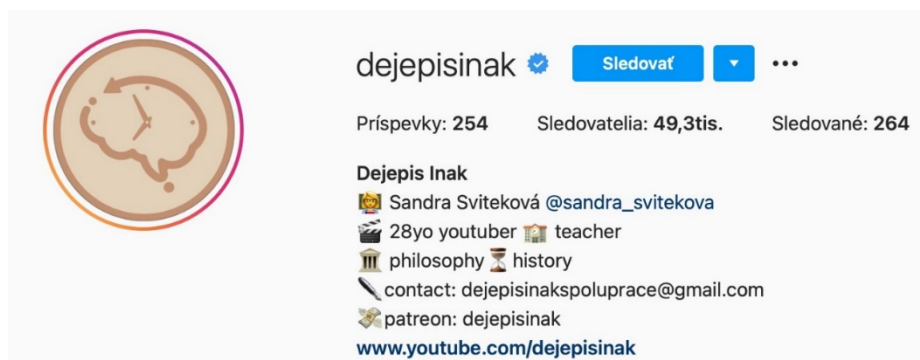 dejepisinak Sledovať
Príspevky: 254 Sledovatelia: 49,3tis. Sledované: 264
Dejepis Inak
Sandra Sviteková @sandra_svitekova
28yo youtuber teacher
philosophy history
contact: dejepisinakspoluprace@gmail.com
patreon: dejepisinak
www.youtube.com/dejepisinak